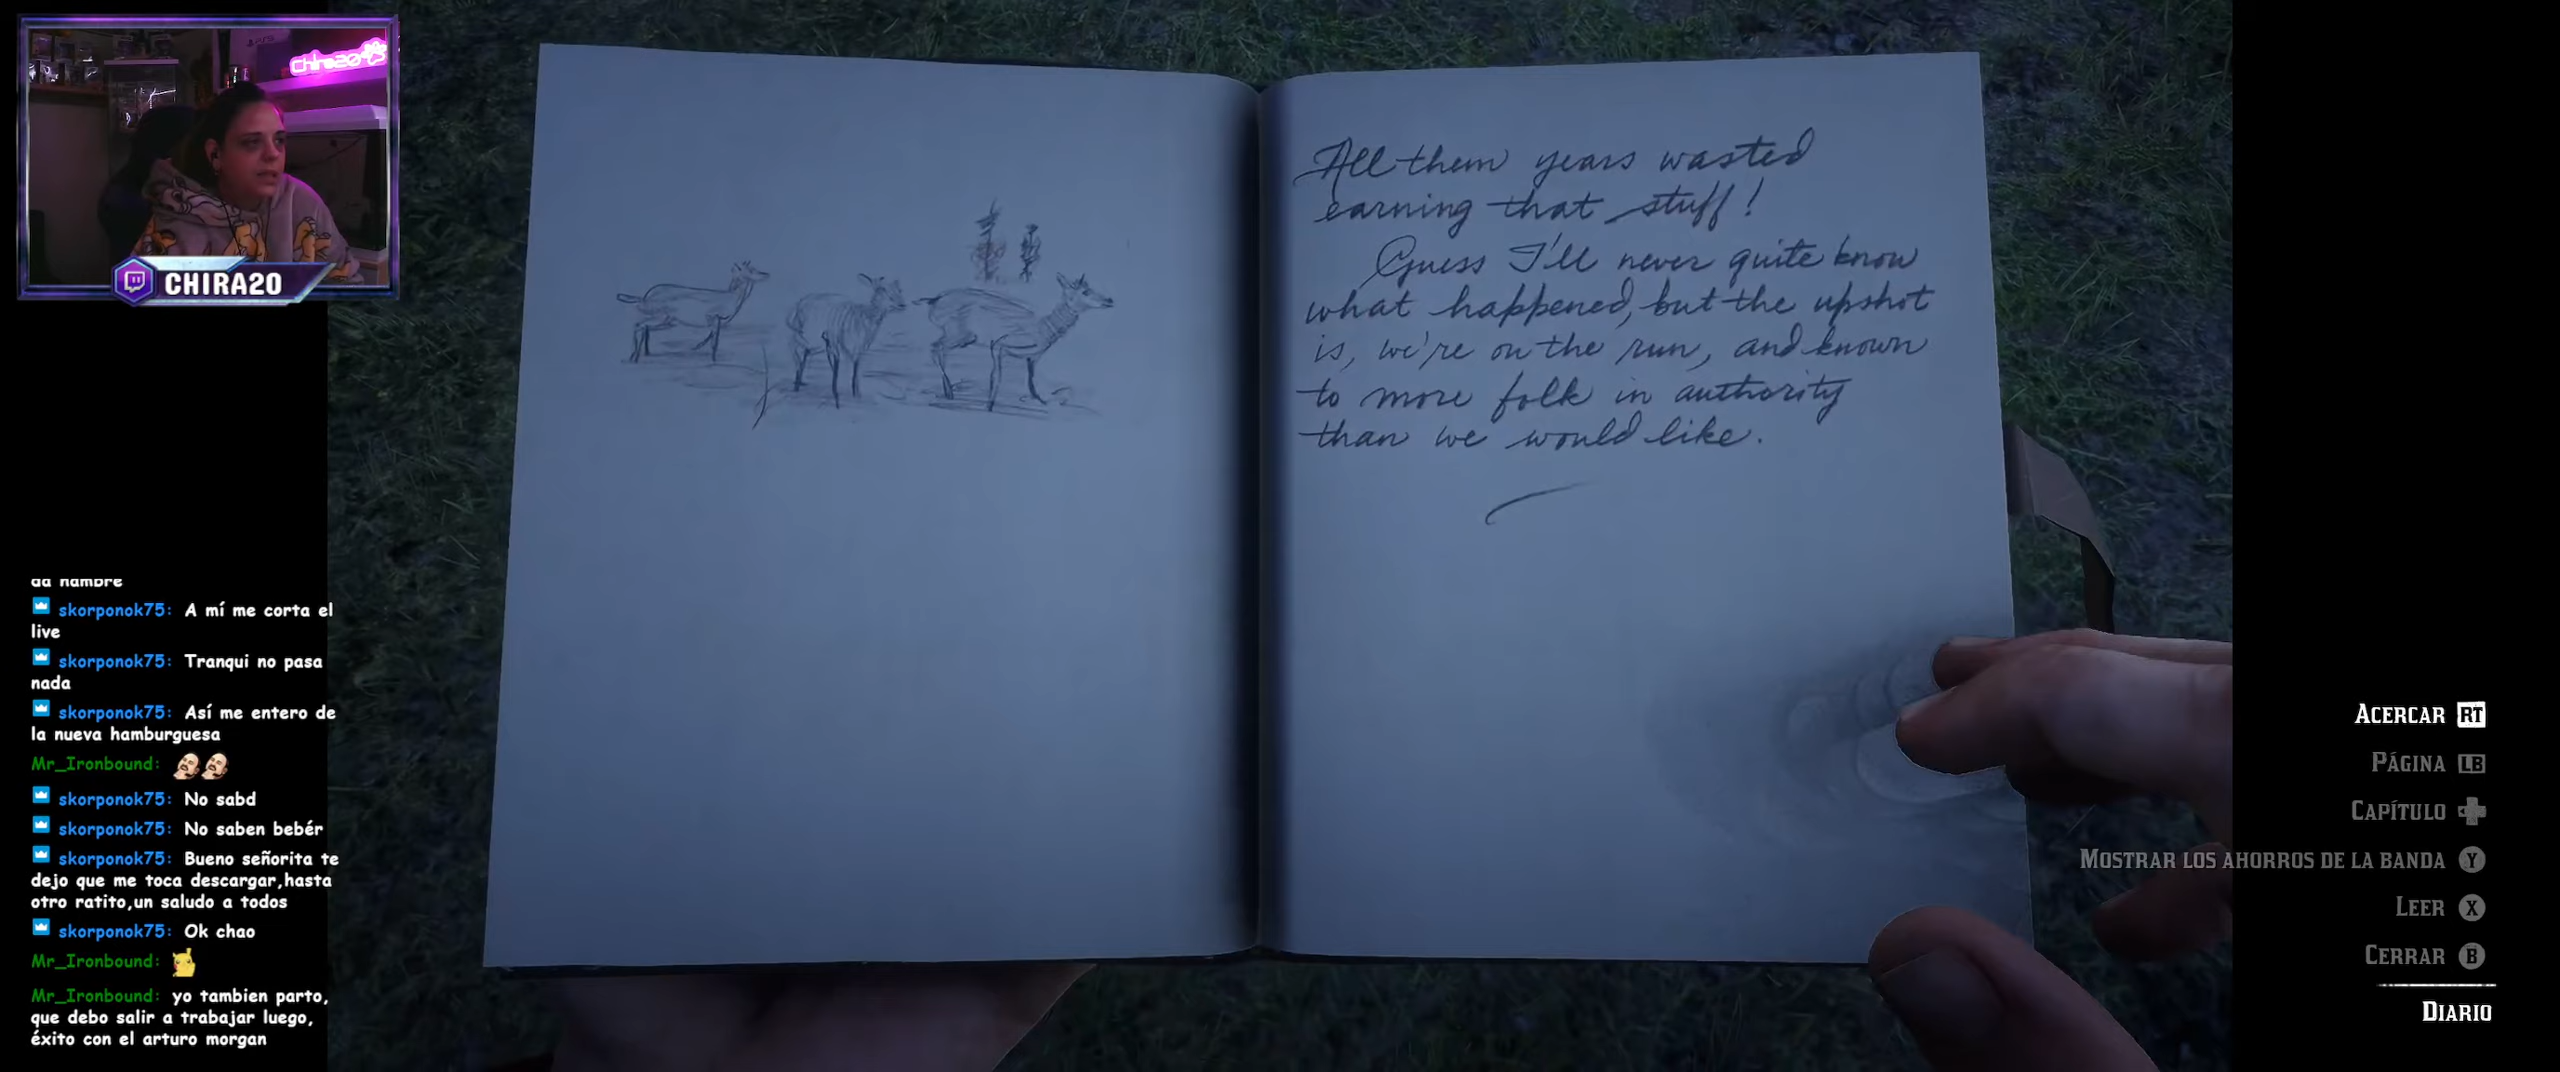 chira20
CHIRA20
All them years wasted
earning that stuff!
Guess I'll never quite know
what happened, but the upshot
is, we're on the run, and known
to more folk in authority
than we would like.
da hambre
skorponok75: A mí me corta el
live
skorponok75: Tranqui no pasa
nada
skorponok75: Así me entero de
la nueva hamburguesa
Mr_Ironbound:
skorponok75: No sabd
skorponok75: No saben bebér
skorponok75: Bueno señorita te
dejo que me toca descargar,hasta
otro ratito,un saludo a todos
skorponok75: Ok chao
Mr_Ironbound:
Mr_Ironbound: yo tambien parto,
que debo salir a trabajar luego,
éxito con el arturo morgan
ACERCAR RT
PÁGINA LB
CAPÍTULO
MOSTRAR LOS AHORROS DE LA BANDA Y
LEER X
CERRAR B
DIARIO